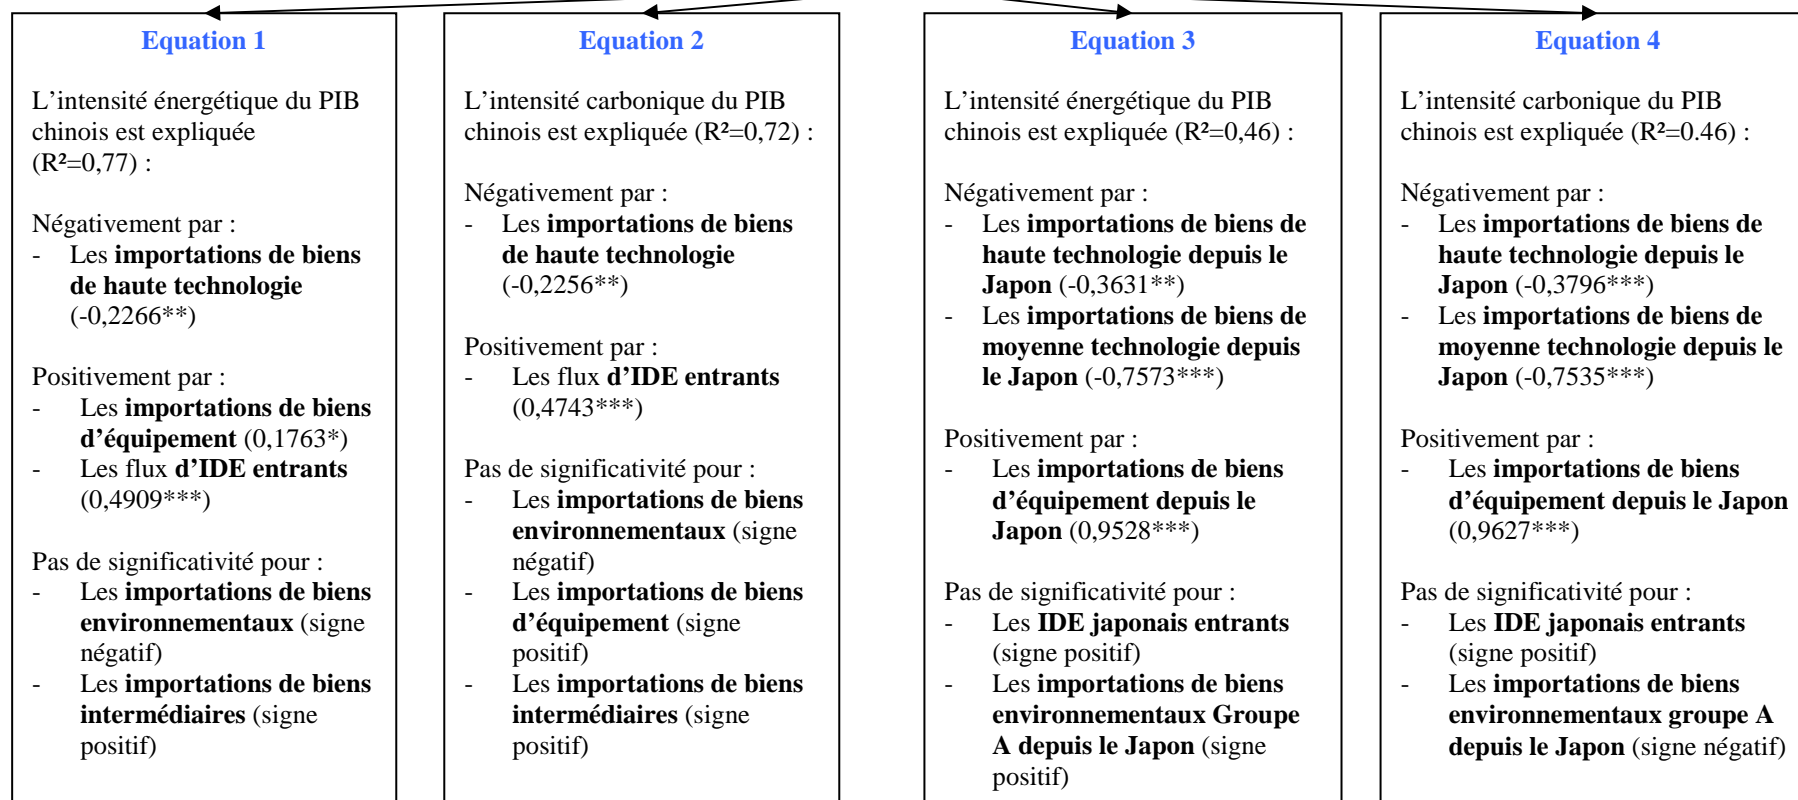 Equation 1
L’intensité énergétique du PIB
chinois est expliquée
(R²=0,77) :
Négativement par :
- Les importations de biens
de haute technologie
(-0,2266**)
Positivement par :
- Les importations de biens
d’équipement (0,1763*)
- Les flux d’IDE entrants
(0,4909***)
Pas de significativité pour :
- Les importations de biens
environnementaux (signe
négatif)
- Les importations de biens
intermédiaires (signe
positif)
Equation 2
L’intensité carbonique du PIB
chinois est expliquée (R²=0,72) :
Négativement par :
- Les importations de biens
de haute technologie
(-0,2256**)
Positivement par :
- Les flux d’IDE entrants
(0,4743***)
Pas de significativité pour :
- Les importations de biens
environnementaux (signe
négatif)
- Les importations de biens
d’équipement (signe
positif)
- Les importations de biens
intermédiaires (signe
positif)
Equation 3
L’intensité énergétique du PIB
chinois est expliquée (R²=0,46) :
Négativement par :
- Les importations de biens de
haute technologie depuis le
Japon (-0,3631**)
- Les importations de biens de
moyenne technologie depuis
le Japon (-0,7573***)
Positivement par :
- Les importations de biens
d’équipement depuis le
Japon (0,9528***)
Pas de significativité pour :
- Les IDE japonais entrants
(signe positif)
- Les importations de biens
environnementaux Groupe
A depuis le Japon (signe
positif)
Equation 4
L’intensité carbonique du PIB
chinois est expliquée (R²=0.46) :
Négativement par :
- Les importations de biens de
haute technologie depuis le
Japon (-0,3796***)
- Les importations de biens de
moyenne technologie depuis le
Japon (-0,7535***)
Positivement par :
- Les importations de biens
d’équipement depuis le Japon
(0,9627***)
Pas de significativité pour :
- Les IDE japonais entrants
(signe positif)
- Les importations de biens
environnementaux groupe A
depuis le Japon (signe négatif)